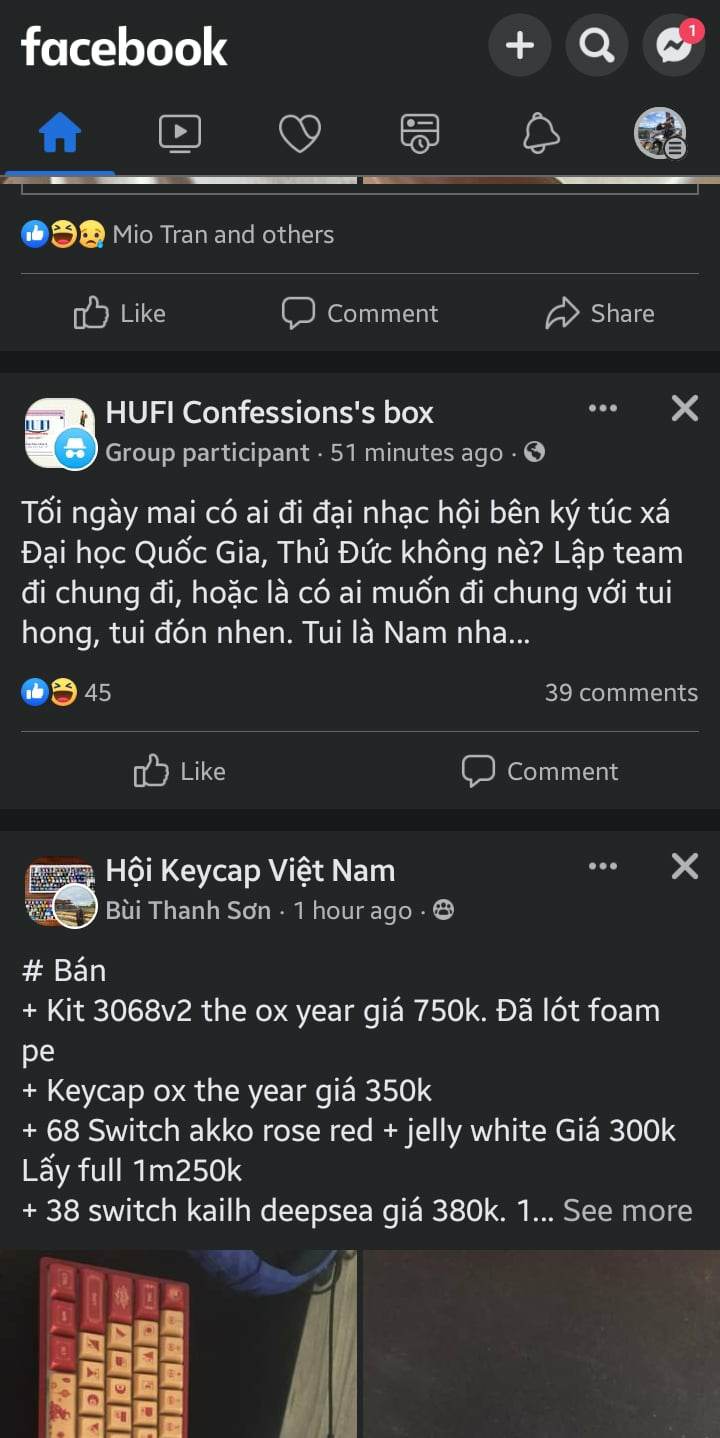 facebook
1
Mio Tran and others
Like
Comment
Share
HUFI Confessions's box
Group participant · 51 minutes ago ·
Tối ngày mai có ai đi đại nhạc hội bên ký túc xá
Đại học Quốc Gia, Thủ Đức không nè? Lập team
đi chung đi, hoặc là có ai muốn đi chung với tui
hong, tui đón nhen. Tui là Nam nha...
45
39 comments
Like
Comment
Hội Keycap Việt Nam
Bùi Thanh Sơn · 1 hour ago ·
# Bán
+ Kit 3068v2 the ox year giá 750k. Đã lót foam
pe
+ Keycap ox the year giá 350k
+ 68 Switch akko rose red + jelly white Giá 300k
Lấy full 1m250k
+ 38 switch kailh deepsea giá 380k. 1... See more